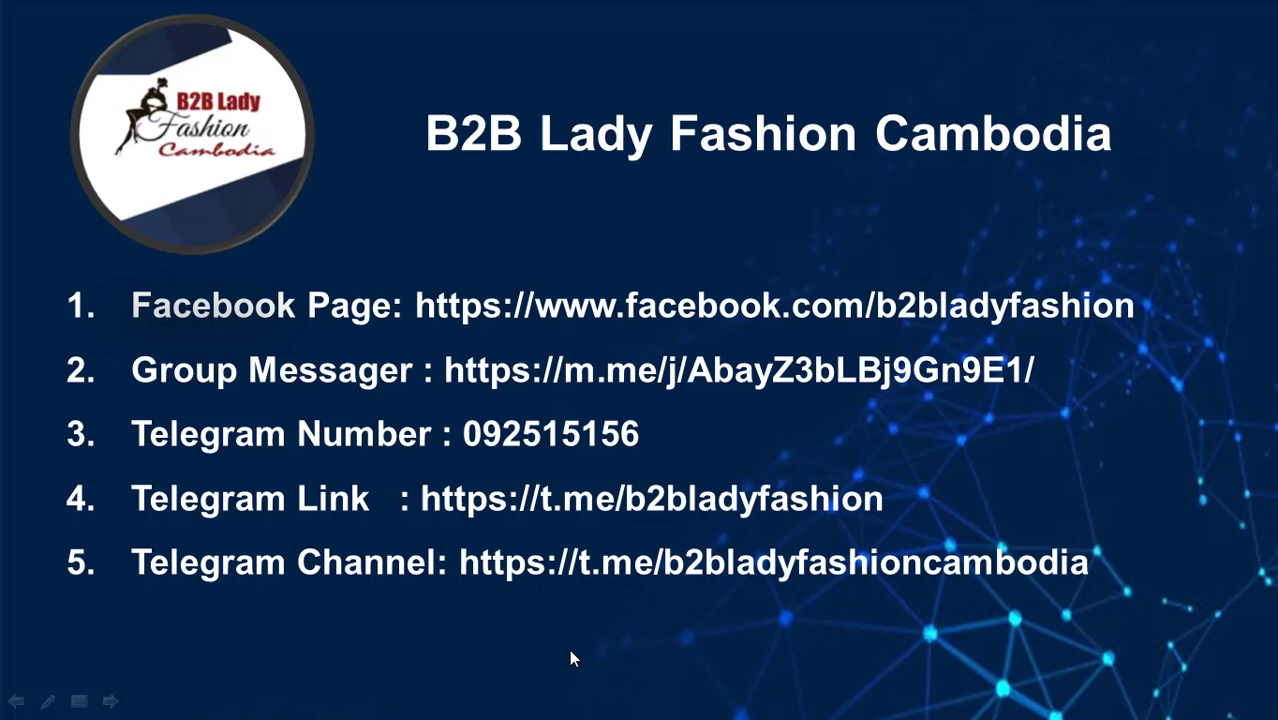 B2B Lady
Fashion
Cambodia
B2B Lady Fashion Cambodia
1. Facebook Page: https://www.facebook.com/b2bladyfashion
2. Group Messager : https://m.me/j/AbayZ3bLBj9Gn9E1/
3. Telegram Number : 092515156
4. Telegram Link : https://t.me/b2bladyfashion
5. Telegram Channel: https://t.me/b2bladyfashioncambodia